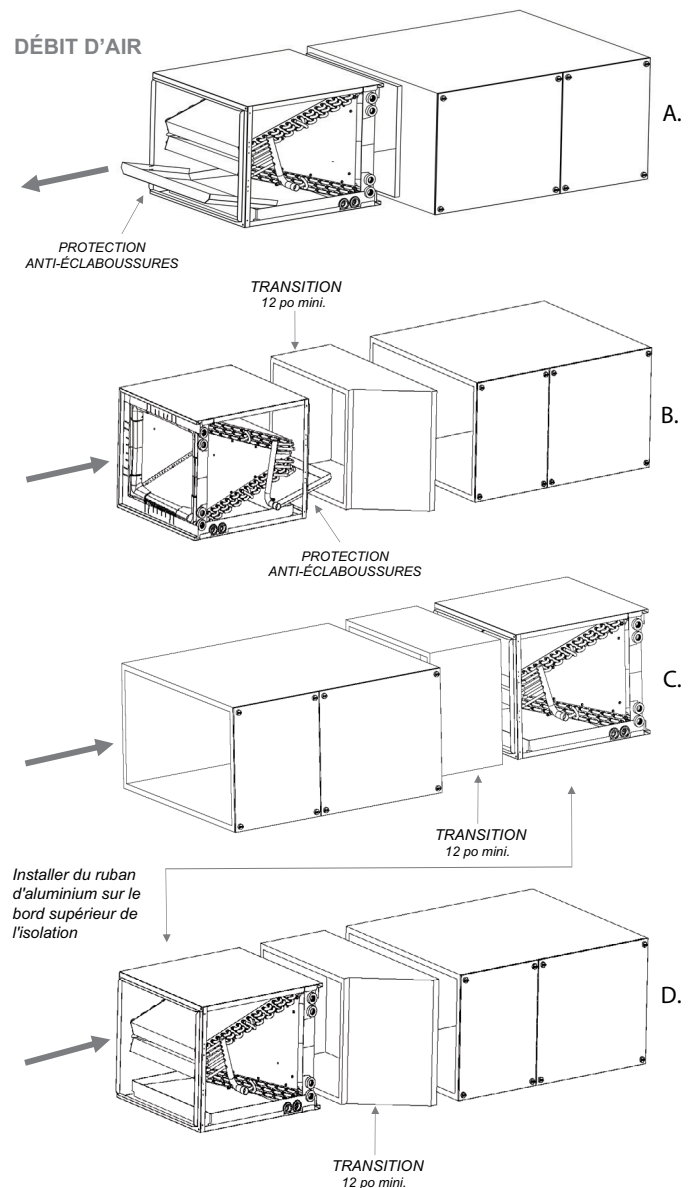 DÉBIT D'AIR
A.
PROTECTION
ANTI-ÉCLABOUSSURES
TRANSITION
12 po mini.
B.
PROTECTION
ANTI-ÉCLABOUSSURES
C.
TRANSITION
12 po mini.
Installer du ruban
d'aluminium sur le
bord supérieur de
l'isolation
D.
TRANSITION
12 po mini.